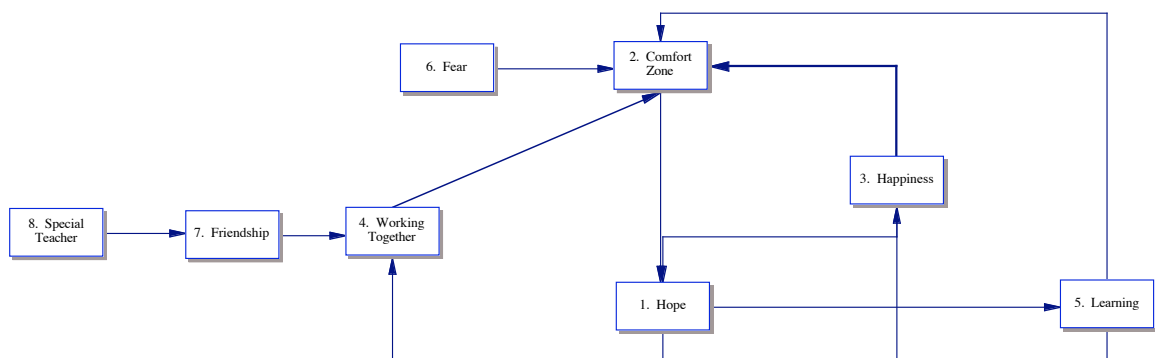 2. Comfort
Zone
6. Fear
3. Happiness
8. Special
Teacher
7. Friendship
4. Working
Together
1. Hope
5. Learning